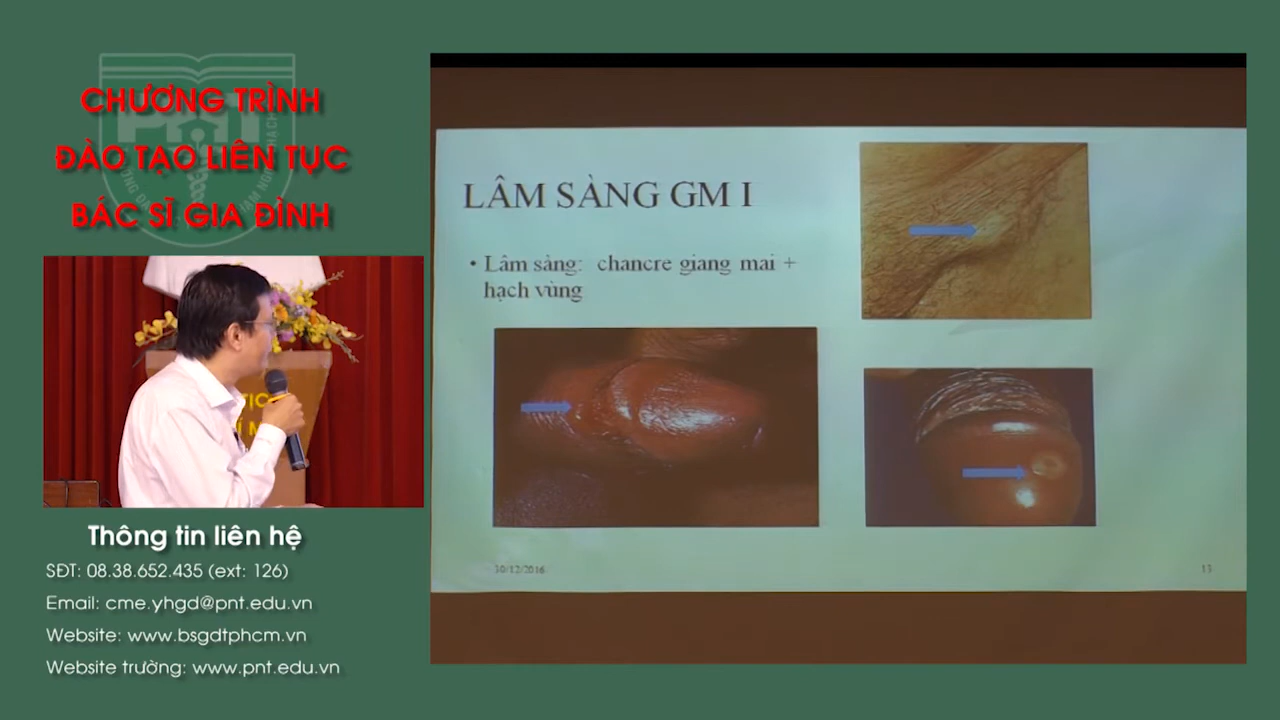 CHƯƠNG TRÌNH
ĐÀO TẠO LIÊN TỤC
BÁC SĨ GIA ĐÌNH
PNT
LÂM SÀNG GM I
• Lâm sàng: chancre giang mai +
hạch vùng
30/12/2016
13
Thông tin liên hệ
SĐT: 08.38.652.435 (ext: 126)
Email: cme.yhgd@pnt.edu.vn
Website: www.bsgdtphcm.vn
Website trường: www.pnt.edu.vn